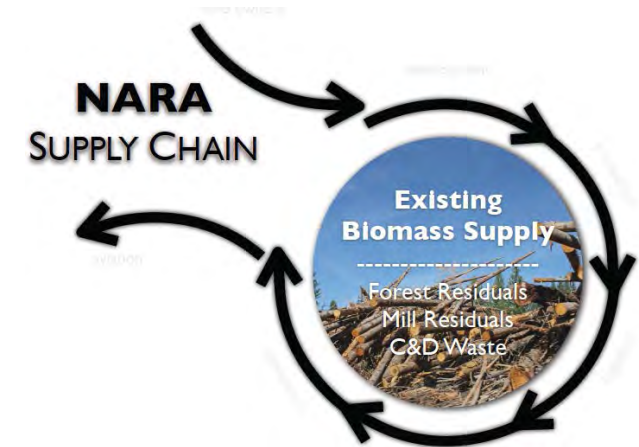 NARA
SUPPLY CHAIN
Existing
Biomass Supply
---------------------
Forest Residuals
Mill Residuals
C&D Waste